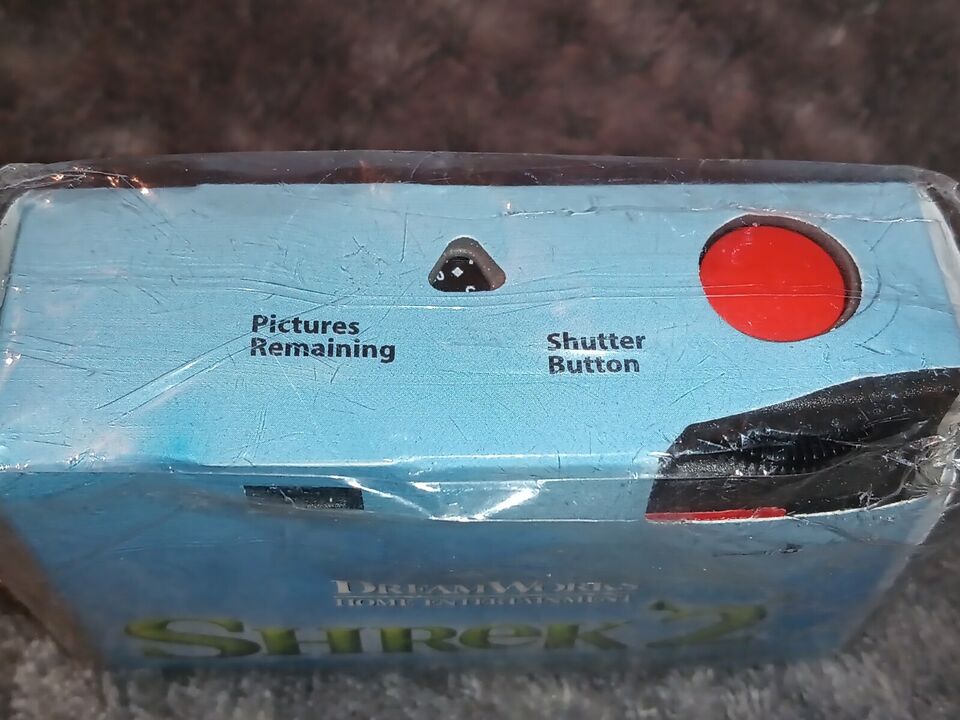 Pictures
Remaining
Shutter
Button
DREAMWORKS
HOME ENTERTAINMENT
SHREK 2